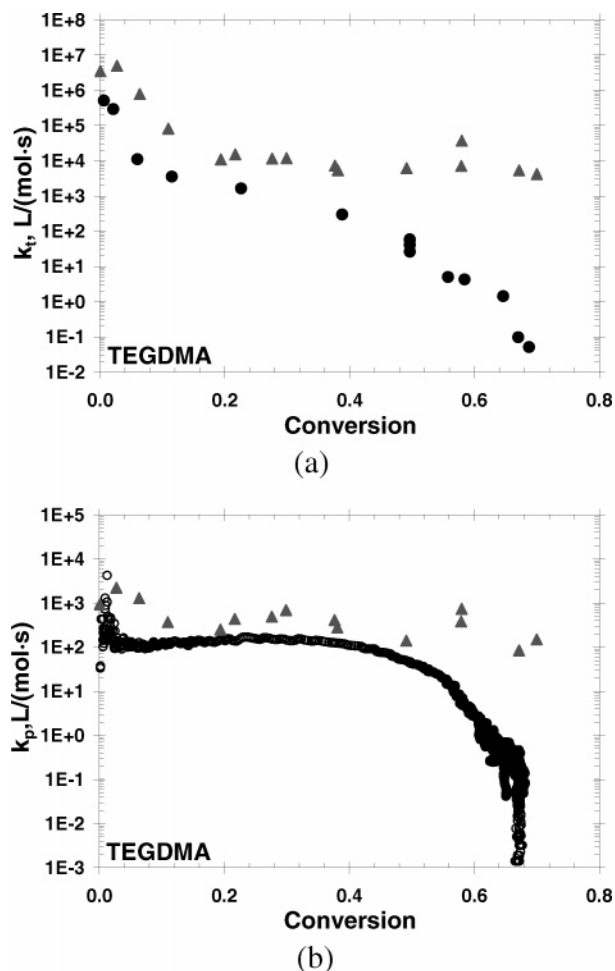 1E+8
1E+7
1E+6
1E+5
1E+4
1E+3
1E+2
1E+1
1E+0
1E-1
1E-2
kt, L/(mol·s)
TEGDMA
0.0 0.2 0.4 0.6 0.8
Conversion
(a)
1E+5
1E+4
1E+3
1E+2
1E+1
1E+0
1E-1
1E-2
1E-3
kp,L/(mol·s)
TEGDMA
0.0 0.2 0.4 0.6 0.8
Conversion
(b)